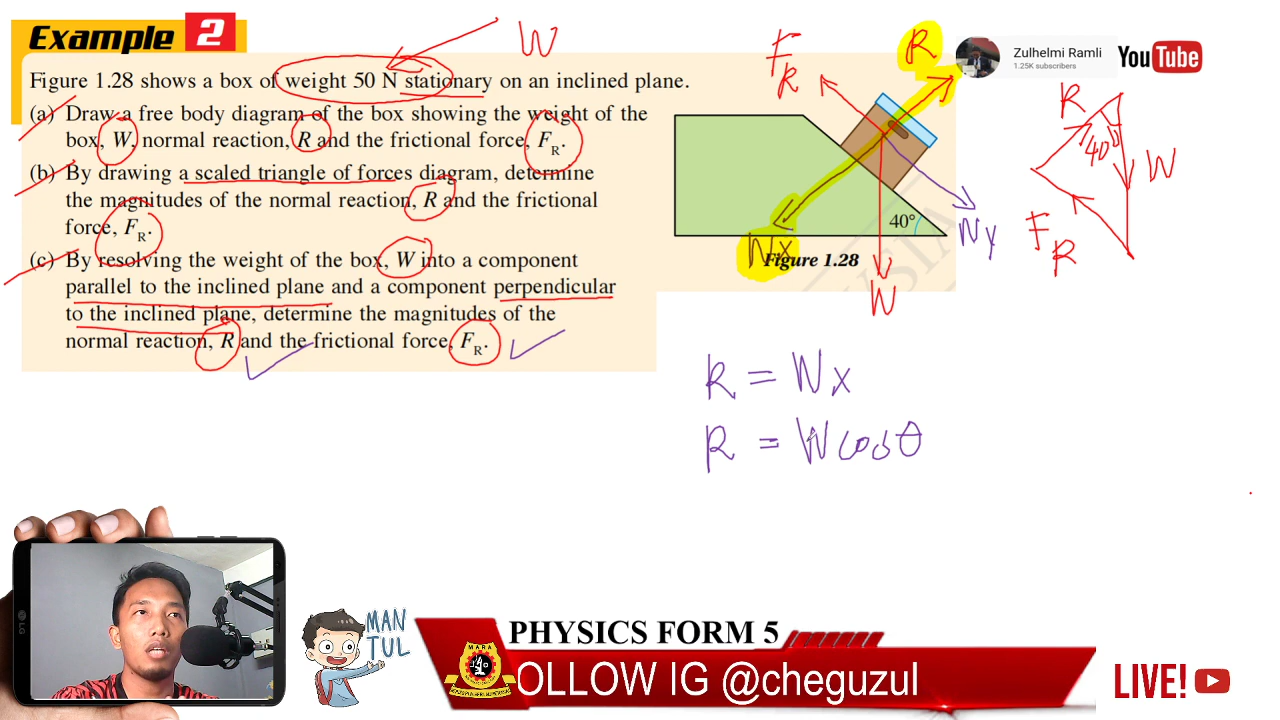 Example 2
W
Figure 1.28 shows a box of weight 50 N stationary on an inclined plane.
(a) Draw a free body diagram of the box showing the weight of the
box, W, normal reaction, R and the frictional force, FR.
(b) By drawing a scaled triangle of forces diagram, determine
the magnitudes of the normal reaction, R and the frictional
force, FR.
(c) By resolving the weight of the box, W into a component
parallel to the inclined plane and a component perpendicular
to the inclined plane, determine the magnitudes of the
normal reaction, R and the frictional force, FR.
FR
R
40°
Wx
Wy
W
Figure 1.28
Zulhelmi Ramli
1.25K subscribers
YouTube
R
40°
W
FR
R = Wx
R = W cos θ
LG
MAN
TUL
MARA
PHYSICS FORM 5
OLLOW IG @cheguzul
LIVE!